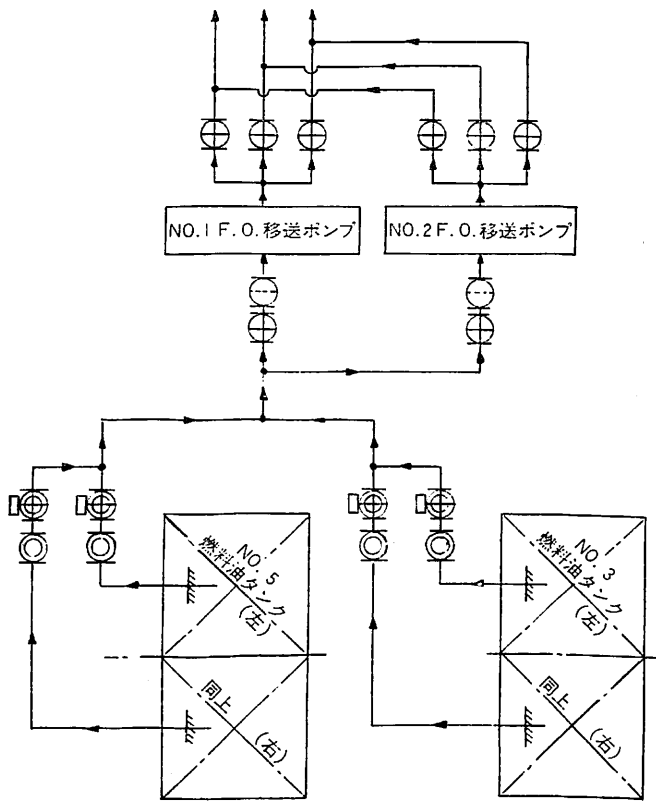 NO.1 F.O.移送ポンプ
NO.2 F.O.移送ポンプ
NO.5
燃料油タンク
(左)
同上
(右)
NO.3
燃料油タンク
(左)
同上
(右)